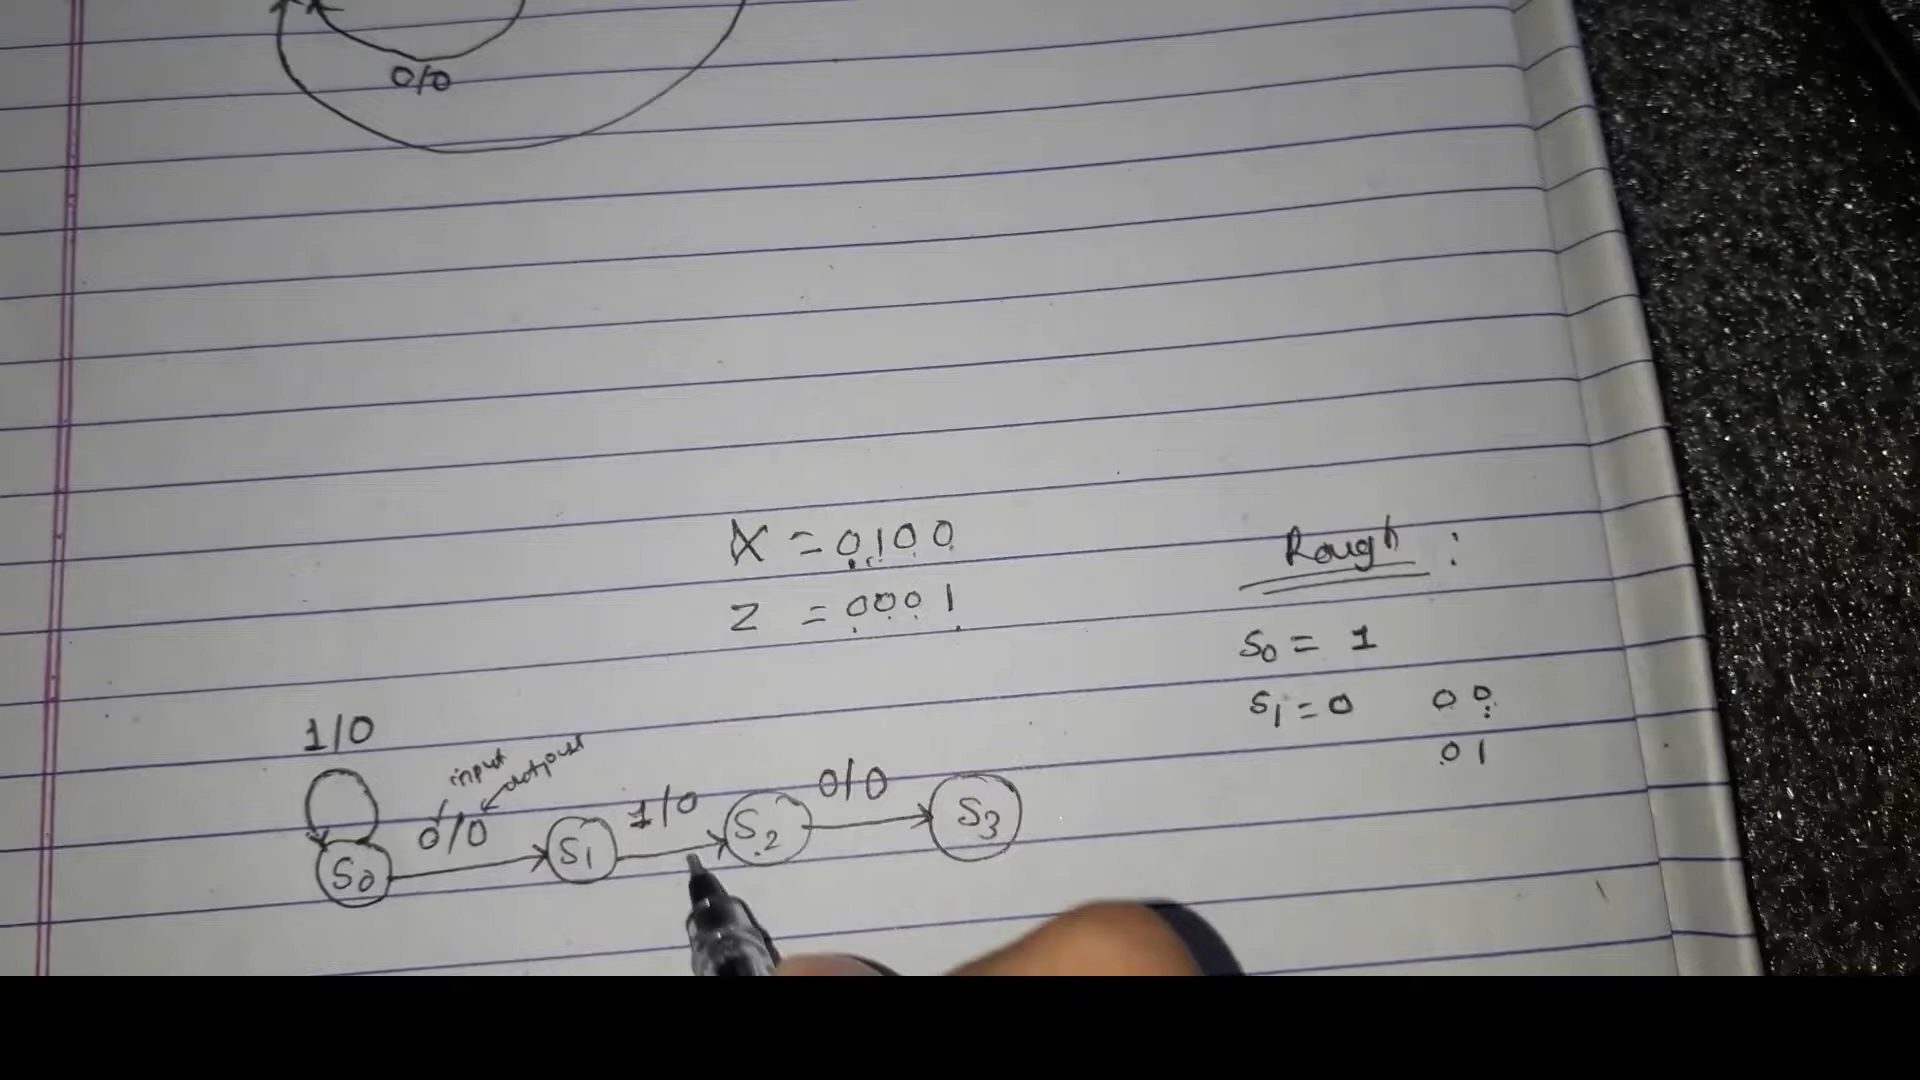 0/0
X = 0100
Z = 0001
Rough :
S0 = 1
S1 = 0 00
01
1/0
input output
0/0 1/0 0/0
S0 S1 S2 S3